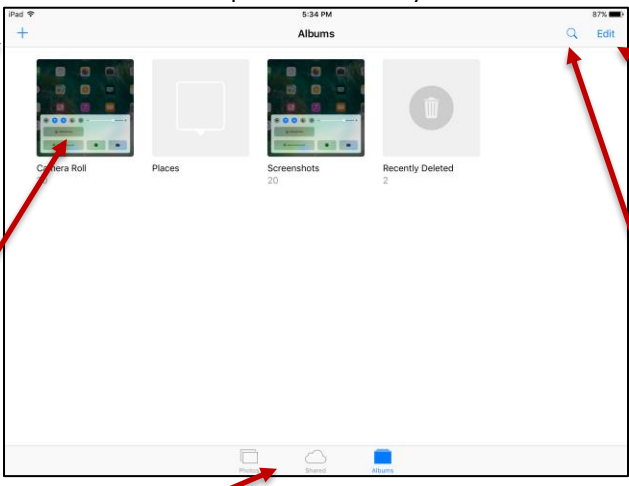 iPad 5:34 PM 87%
Albums Edit
Camera Roll Places Screenshots Recently Deleted
20 2
Photos Shared Albums